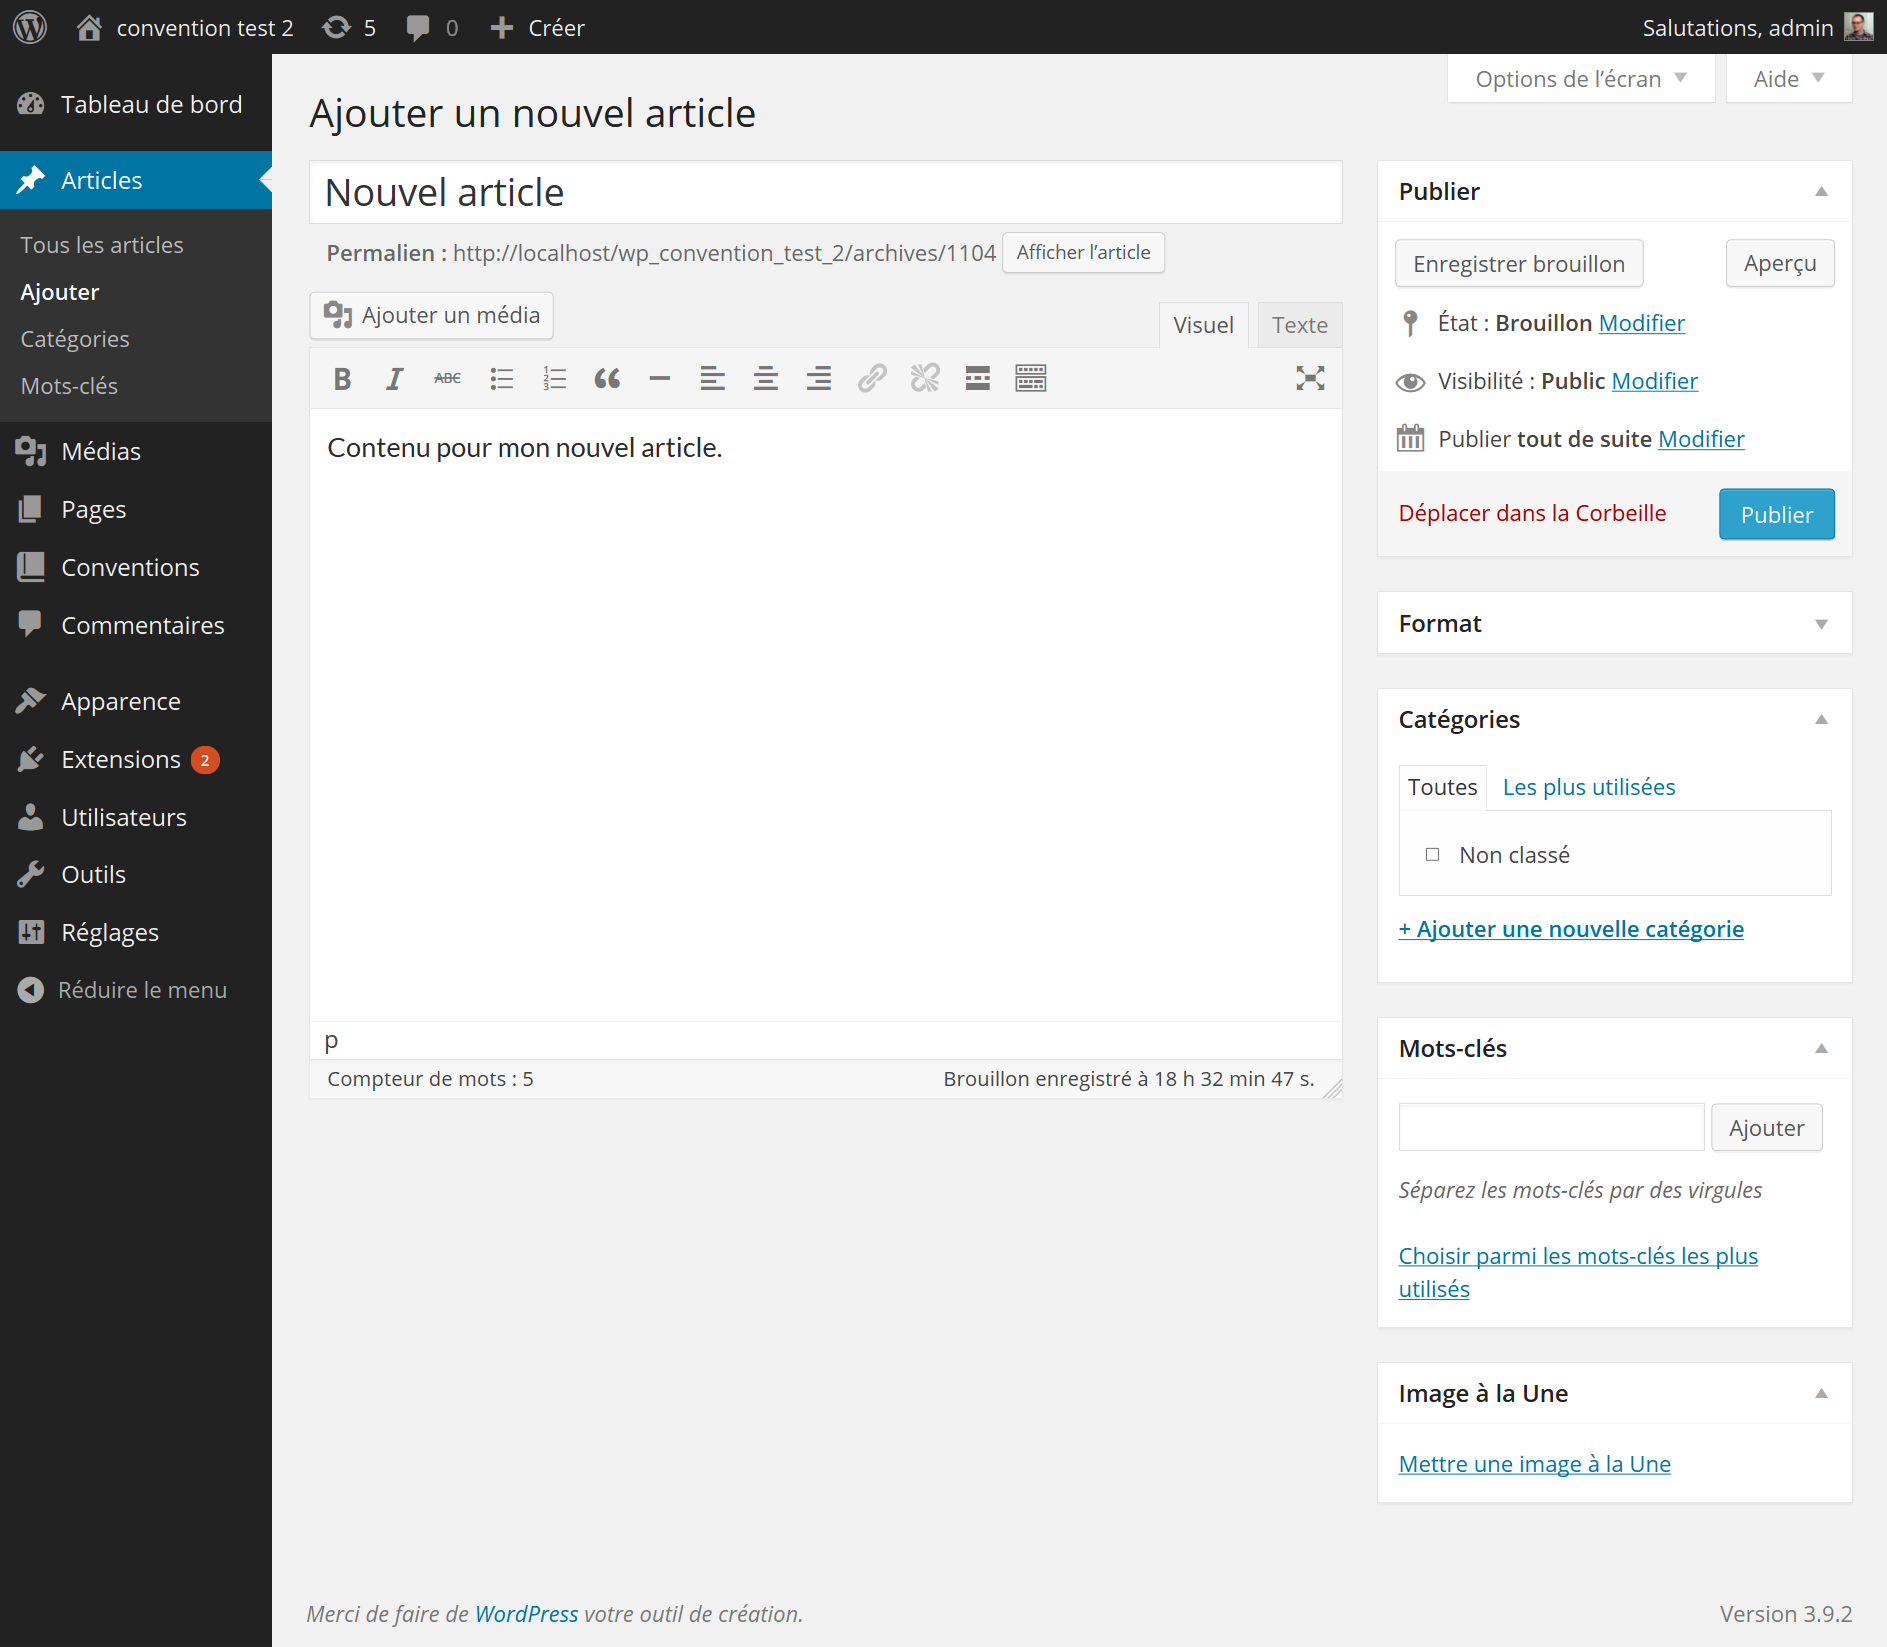 convention test 2 5 0 Créer Salutations, admin
Options de l’écran Aide
Tableau de bord
Articles
Tous les articles
Ajouter
Catégories
Mots-clés
Médias
Pages
Conventions
Commentaires
Apparence
Extensions 2
Utilisateurs
Outils
Réglages
Réduire le menu
Ajouter un nouvel article
Nouvel article
Permalien : http://localhost/wp_convention_test_2/archives/1104 Afficher l’article
Ajouter un média
Visuel Texte
B I ABC
Contenu pour mon nouvel article.
p
Compteur de mots : 5 Brouillon enregistré à 18 h 32 min 47 s.
Publier
Enregistrer brouillon Aperçu
État : Brouillon Modifier
Visibilité : Public Modifier
Publier tout de suite Modifier
Déplacer dans la Corbeille Publier
Format
Catégories
Toutes Les plus utilisées
Non classé
+ Ajouter une nouvelle catégorie
Mots-clés
Ajouter
Séparez les mots-clés par des virgules
Choisir parmi les mots-clés les plus
utilisés
Image à la Une
Mettre une image à la Une
Merci de faire de WordPress votre outil de création. Version 3.9.2